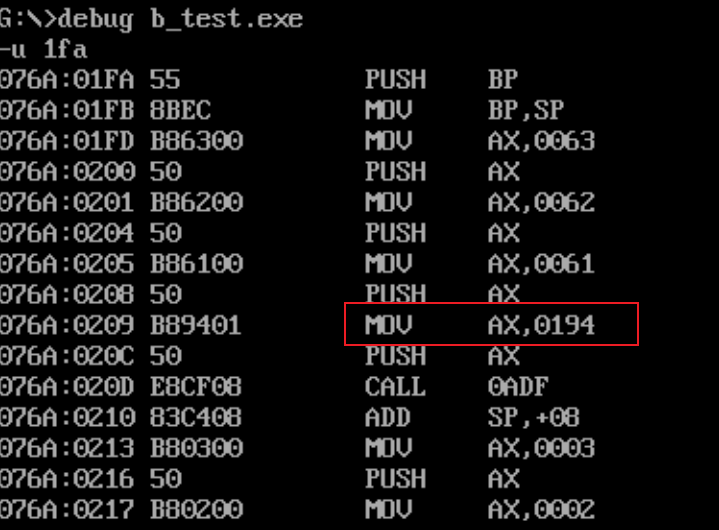 G:\>debug b_test.exe
-u 1fa
076A:01FA 55 PUSH BP
076A:01FB 8BEC MOV BP,SP
076A:01FD B86300 MOV AX,0063
076A:0200 50 PUSH AX
076A:0201 B86200 MOV AX,0062
076A:0204 50 PUSH AX
076A:0205 B86100 MOV AX,0061
076A:0208 50 PUSH AX
076A:0209 B89401 MOV AX,0194
076A:020C 50 PUSH AX
076A:020D E8CF08 CALL 0ADF
076A:0210 83C408 ADD SP,+08
076A:0213 B80300 MOV AX,0003
076A:0216 50 PUSH AX
076A:0217 B80200 MOV AX,0002